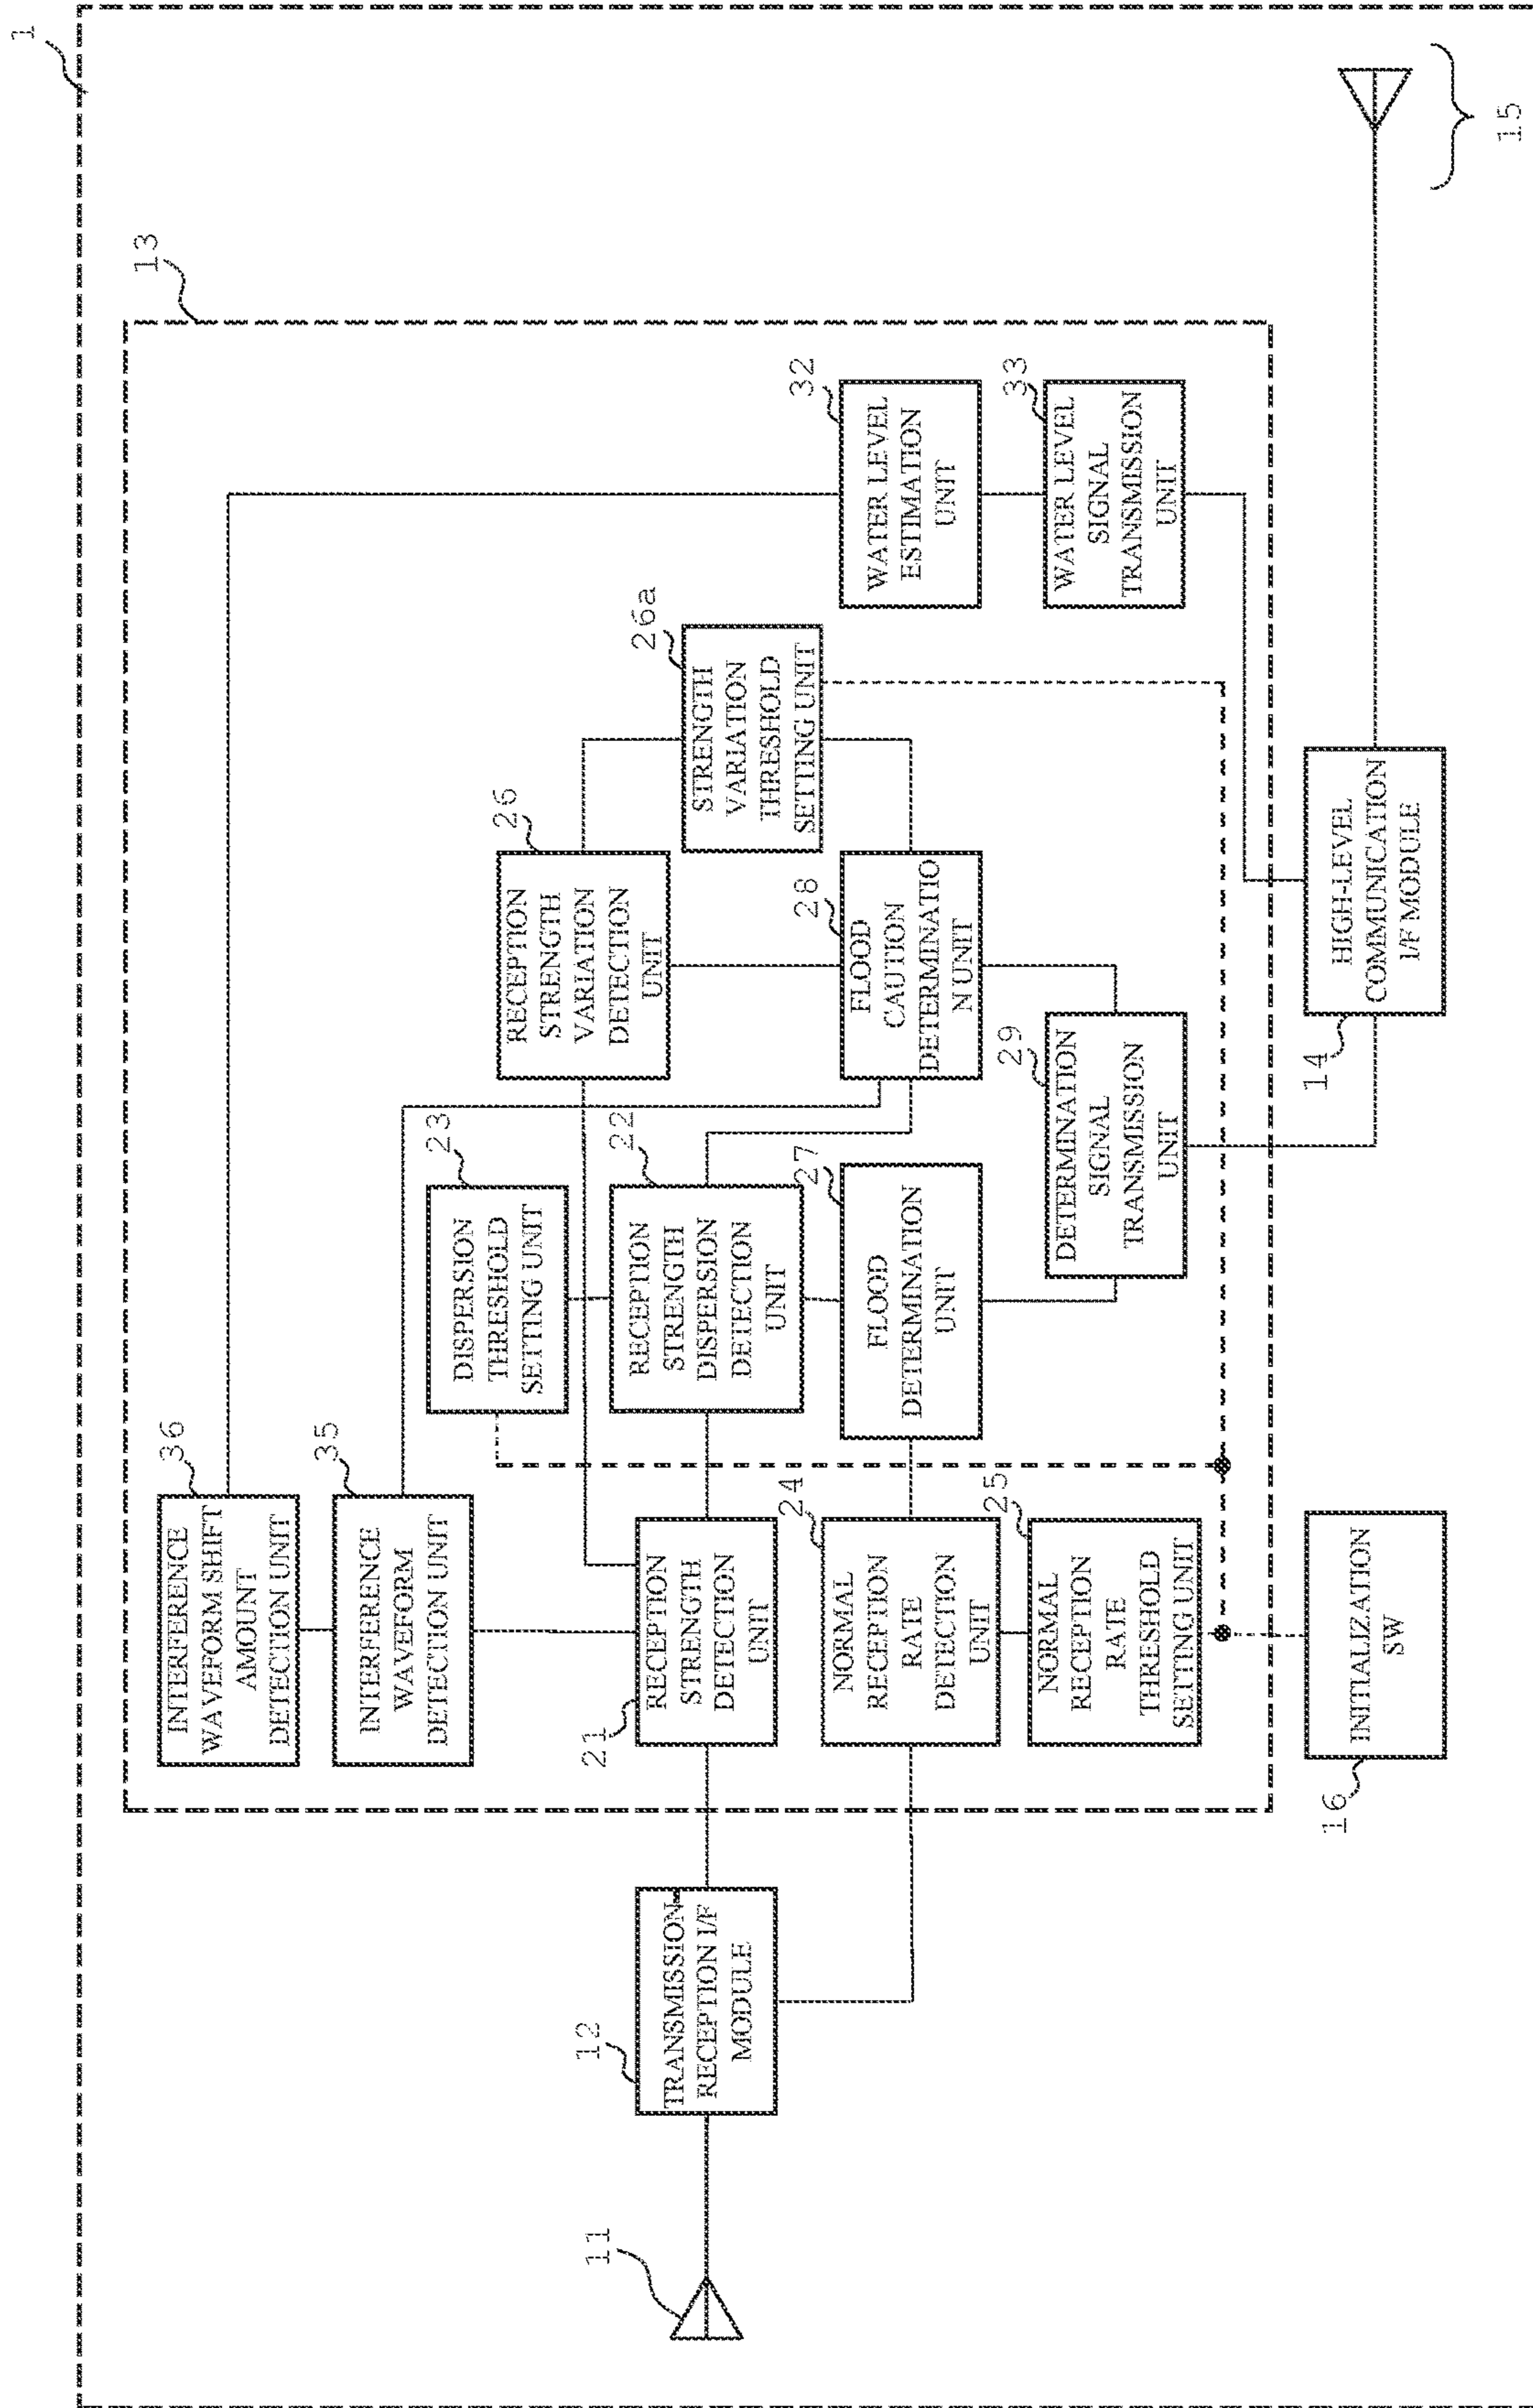 1
13
36
INTERFERENCE
WAVEFORM SHIFT
AMOUNT
DETECTION UNIT
35
INTERFERENCE
WAVEFORM
DETECTION UNIT
23
DISPERSION
THRESHOLD
SETTING UNIT
26
RECEPTION
STRENGTH
VARIATION
DETECTION
UNIT
11
12
TRANSMISSION-
RECEPTION I/F
MODULE
21
RECEPTION
STRENGTH
DETECTION
UNIT
22
RECEPTION
STRENGTH
DISPERSION
DETECTION
UNIT
26a
STRENGTH
VARIATION
THRESHOLD
SETTING UNIT
24
NORMAL
RECEPTION
RATE
DETECTION
UNIT
27
FLOOD
DETERMINATION
UNIT
28
FLOOD
CAUTION
DETERMINATIO
N UNIT
32
WATER LEVEL
ESTIMATION
UNIT
25
NORMAL
RECEPTION
RATE
THRESHOLD
SETTING UNIT
29
DETERMINATION
SIGNAL
TRANSMISSION
UNIT
33
WATER LEVEL
SIGNAL
TRANSMISSION
UNIT
16
INITIALIZATION
SW
14
HIGH-LEVEL
COMMUNICATION
I/F MODULE
15